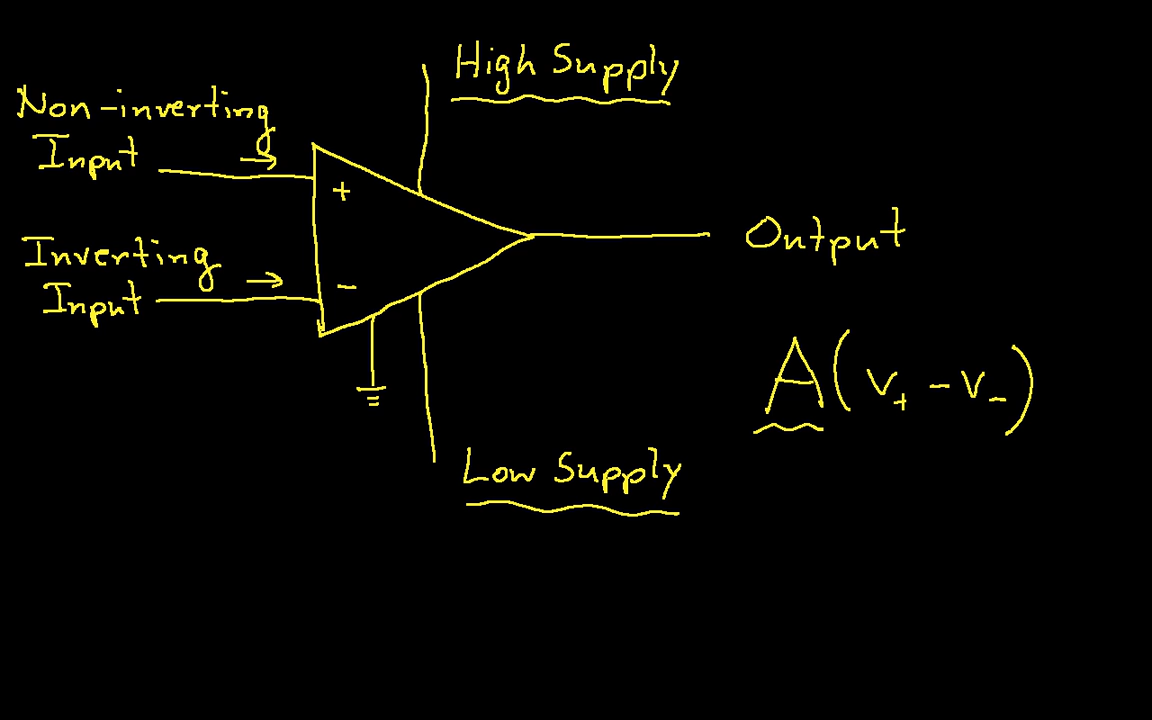 High Supply
Non-inverting
Input
+
Output
Inverting
Input
-
A(v+ - v-)
Low Supply